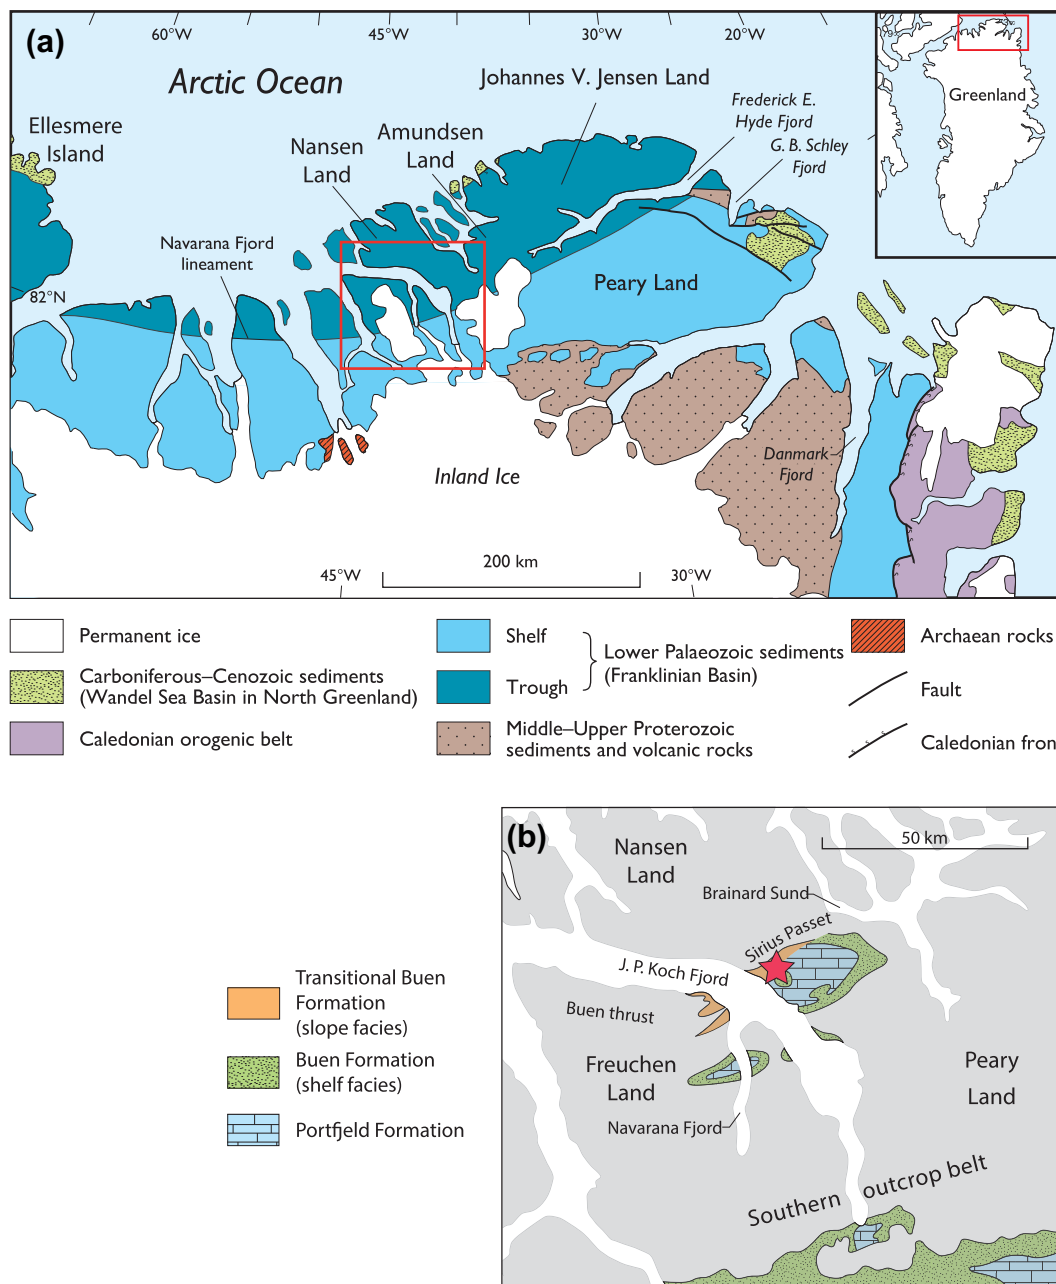 (a)
60°W
45°W
30°W
20°W
Arctic Ocean
Johannes V. Jensen Land
Ellesmere
Island
Nansen
Land
Amundsen
Land
Frederick E.
Hyde Fjord
G. B. Schley
Fjord
Greenland
Navarana Fjord
lineament
82°N
Peary Land
Inland Ice
Danmark
Fjord
45°W
200 km
30°W
Permanent ice
Carboniferous–Cenozoic sediments
(Wandel Sea Basin in North Greenland)
Caledonian orogenic belt
Shelf
Trough
Lower Palaeozoic sediments
(Franklinian Basin)
Middle–Upper Proterozoic
sediments and volcanic rocks
Archaean rocks
Fault
Caledonian fron
(b)
50 km
Nansen
Land
Brainard Sund
Sirius Passet
J. P. Koch Fjord
Buen thrust
Freuchen
Land
Peary
Land
Navarana Fjord
Southern outcrop belt
Transitional Buen
Formation
(slope facies)
Buen Formation
(shelf facies)
Portfjeld Formation